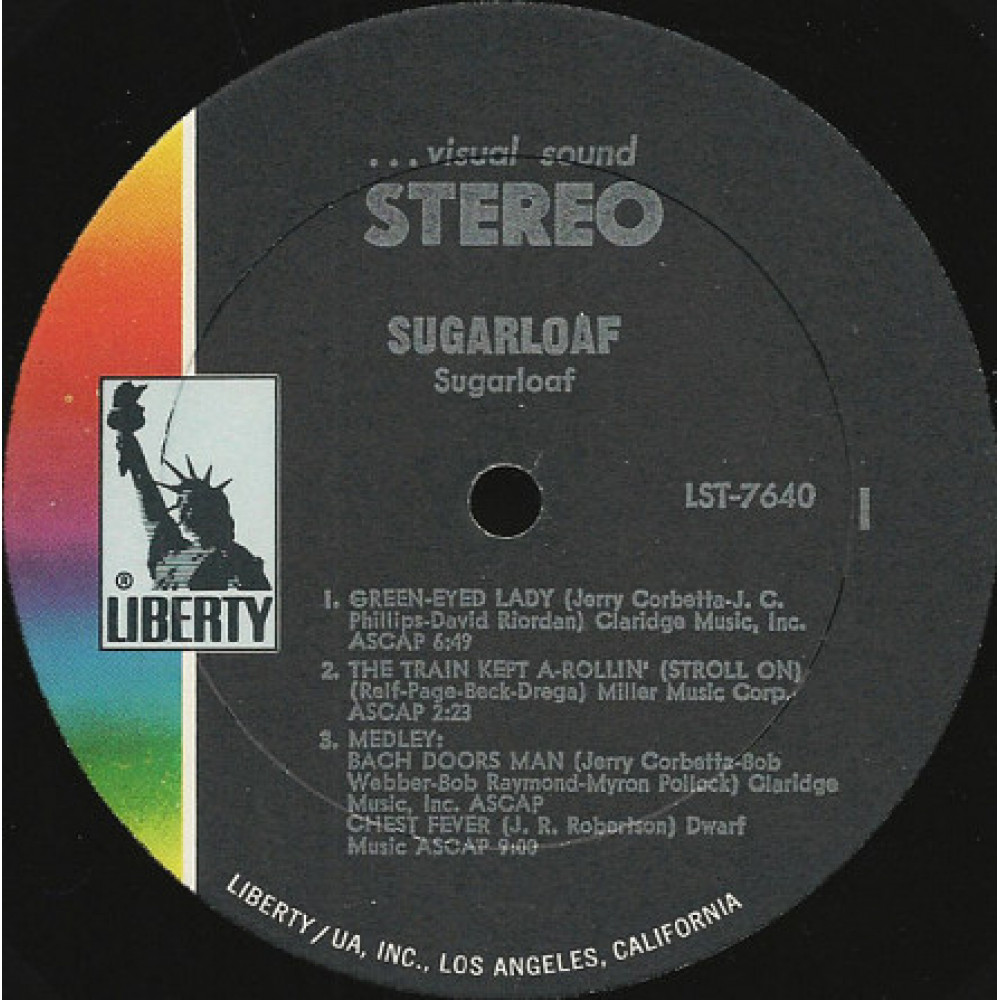 ...visual sound
STEREO
SUGARLOAF
Sugarloaf
LST-7640
1
® LIBERTY
1. GREEN-EYED LADY (Jerry Corbetta-J. C.
Phillips-David Riordan) Claridge Music, Inc.
ASCAP 6:49
2. THE TRAIN KEPT A-ROLLIN' (STROLL ON)
(Relf-Page-Beck-Drega) Miller Music Corp.
ASCAP 2:23
3. MEDLEY:
BACH DOORS MAN (Jerry Corbetta-Bob
Webber-Bob Raymond-Myron Pollock) Claridge
Music, Inc. ASCAP
CHEST FEVER (J. R. Robertson) Dwarf
Music ASCAP 9:00
LIBERTY/UA, INC., LOS ANGELES, CALIFORNIA